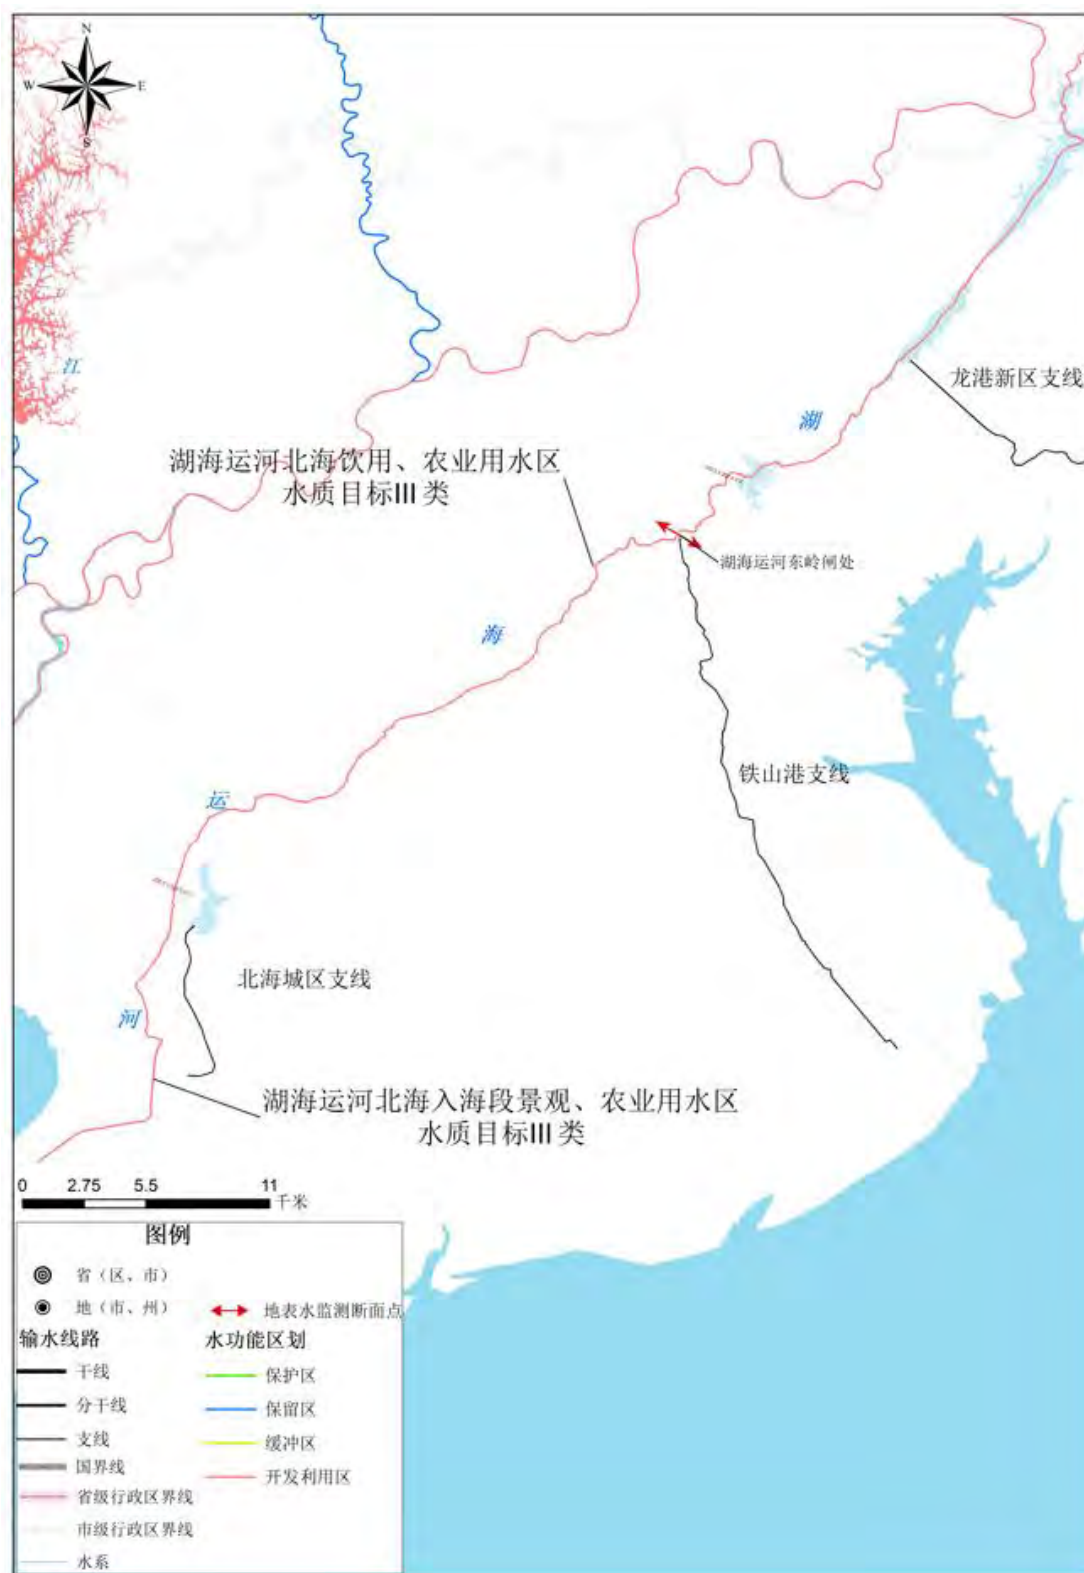 N
W
E
S
江
龙港新区支线
湖
湖海运河北海饮用、农业用水区
水质目标III 类
湖海运河东岭闸处
海
铁山港支线
运
北海城区支线
河
湖海运河北海入海段景观、农业用水区
水质目标III 类
0 2.75 5.5 11
千米
图例
省（区、市）
地（市、州）
地表水监测断面点
输水线路
水功能区划
干线
保护区
分干线
保留区
支线
缓冲区
国界线
开发利用区
省级行政区界线
市级行政区界线
水系